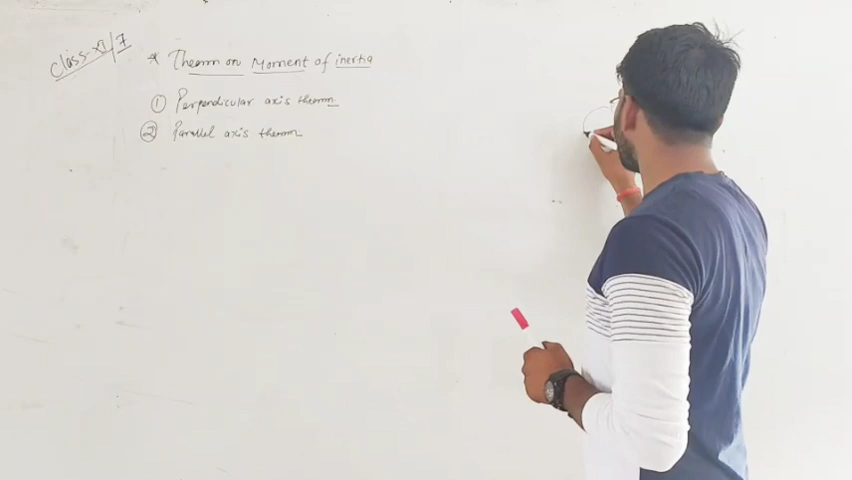 Class-XI/7
* Theorm on Moment of inertia
① Perpendicular axis theorm
② Parallel axis theorm